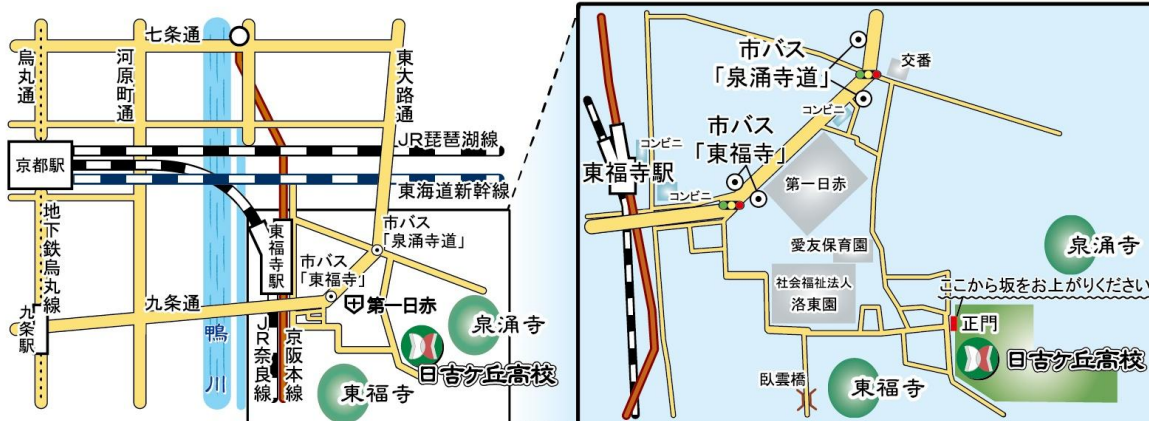 七条通
烏丸通
河原町通
東大路通
JR琵琶湖線
京都駅
東海道新幹線
地下鉄烏丸線
東福寺駅
市バス
「泉涌寺道」
市バス
「東福寺」
九条通
第一日赤
九条駅
鴨川
JR奈良線
京阪本線
泉涌寺
日吉ケ丘高校
東福寺
市バス
「泉涌寺道」
交番
コンビニ
市バス
「東福寺」
コンビニ
東福寺駅
コンビニ
第一日赤
愛友保育園
泉涌寺
社会福祉法人
洛東園
ここから坂をお上がりください
正門
日吉ケ丘高校
臥雲橋
東福寺